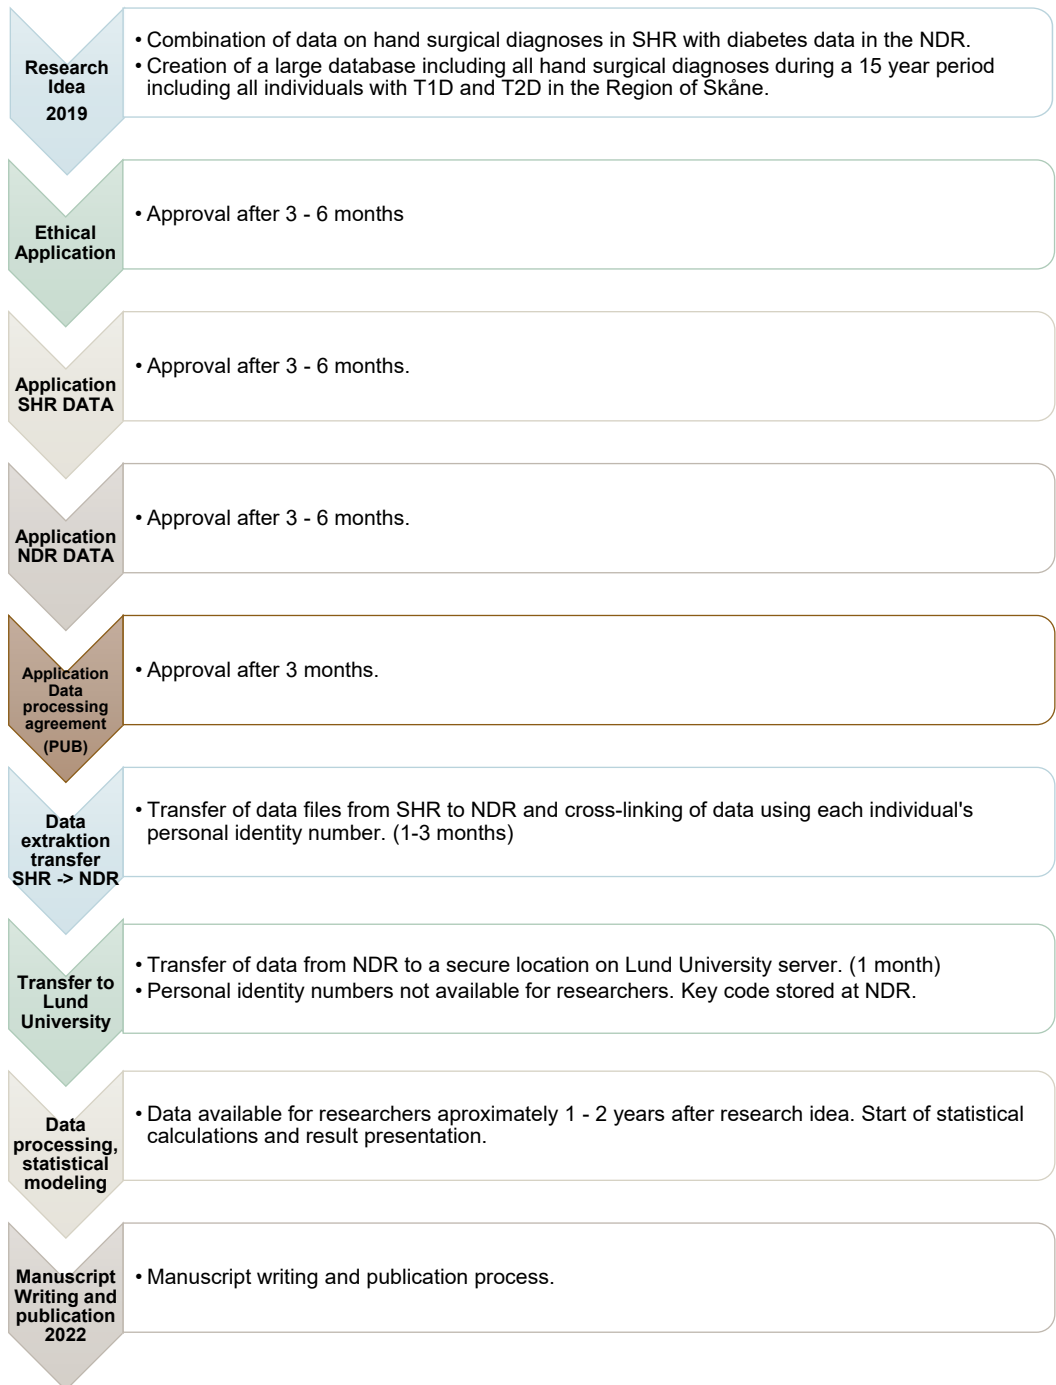 Research
Idea
2019
• Combination of data on hand surgical diagnoses in SHR with diabetes data in the NDR.
• Creation of a large database including all hand surgical diagnoses during a 15 year period
including all individuals with T1D and T2D in the Region of Skåne.
Ethical
Application
• Approval after 3 - 6 months
Application
SHR DATA
• Approval after 3 - 6 months.
Application
NDR DATA
• Approval after 3 - 6 months.
Application
Data
processing
agreement
(PUB)
• Approval after 3 months.
Data
extraktion
transfer
SHR -> NDR
• Transfer of data files from SHR to NDR and cross-linking of data using each individual's
personal identity number. (1-3 months)
Transfer to
Lund
University
• Transfer of data from NDR to a secure location on Lund University server. (1 month)
• Personal identity numbers not available for researchers. Key code stored at NDR.
Data
processing,
statistical
modeling
• Data available for researchers aproximately 1 - 2 years after research idea. Start of statistical
calculations and result presentation.
Manuscript
Writing and
publication
2022
• Manuscript writing and publication process.